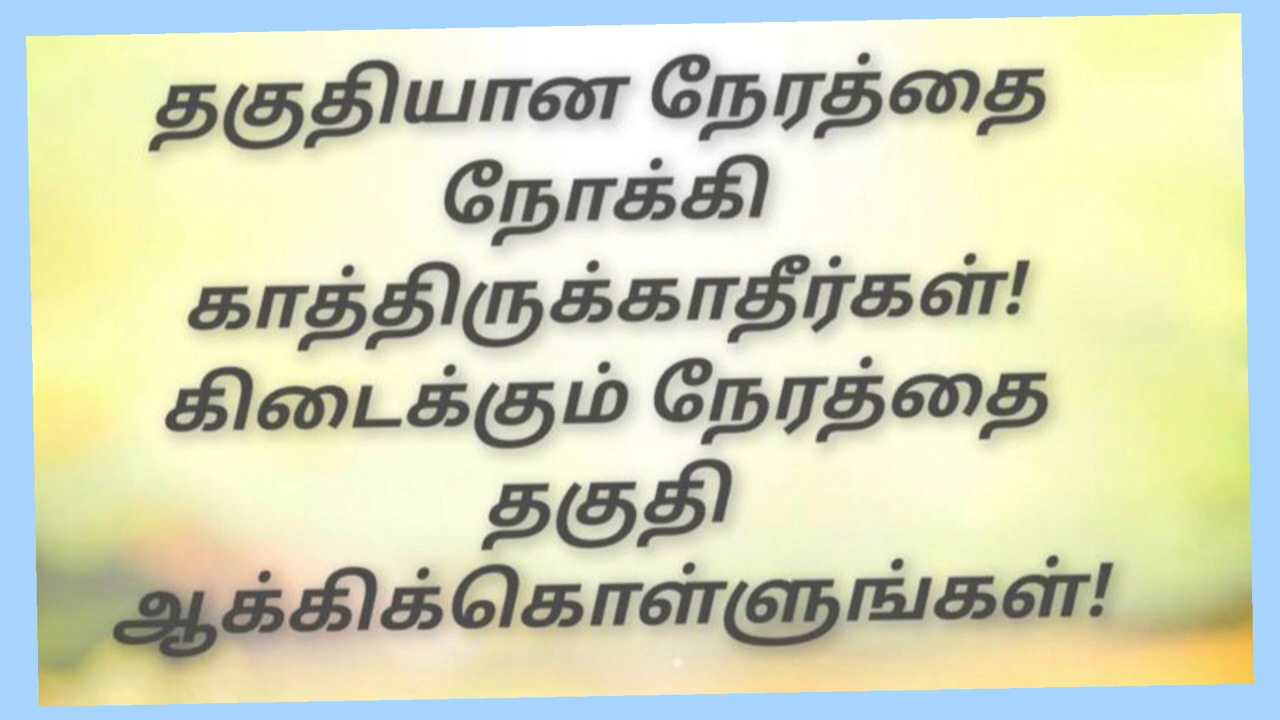 தகுதியான நேரத்தை
நோக்கி
காத்திருக்காதீர்கள்!
கிடைக்கும் நேரத்தை
தகுதி
ஆக்கிக்கொள்ளுங்கள்!